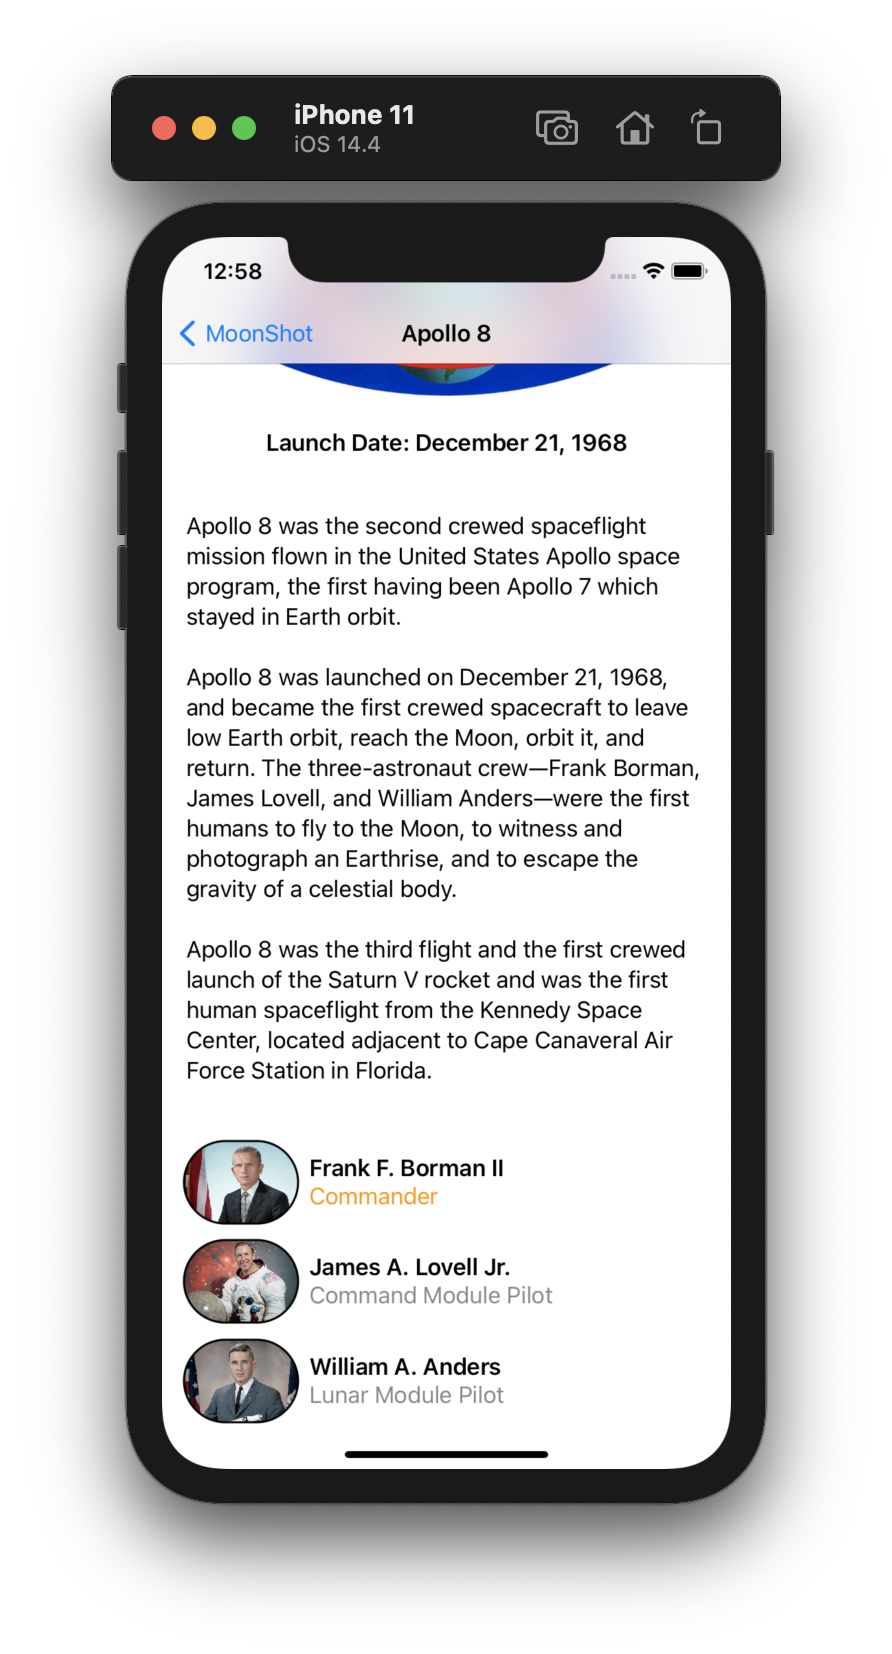 iPhone 11
iOS 14.4
12:58
MoonShot
Apollo 8
Launch Date: December 21, 1968
Apollo 8 was the second crewed spaceflight
mission flown in the United States Apollo space
program, the first having been Apollo 7 which
stayed in Earth orbit.
Apollo 8 was launched on December 21, 1968,
and became the first crewed spacecraft to leave
low Earth orbit, reach the Moon, orbit it, and
return. The three-astronaut crew—Frank Borman,
James Lovell, and William Anders—were the first
humans to fly to the Moon, to witness and
photograph an Earthrise, and to escape the
gravity of a celestial body.
Apollo 8 was the third flight and the first crewed
launch of the Saturn V rocket and was the first
human spaceflight from the Kennedy Space
Center, located adjacent to Cape Canaveral Air
Force Station in Florida.
Frank F. Borman II
Commander
James A. Lovell Jr.
Command Module Pilot
William A. Anders
Lunar Module Pilot